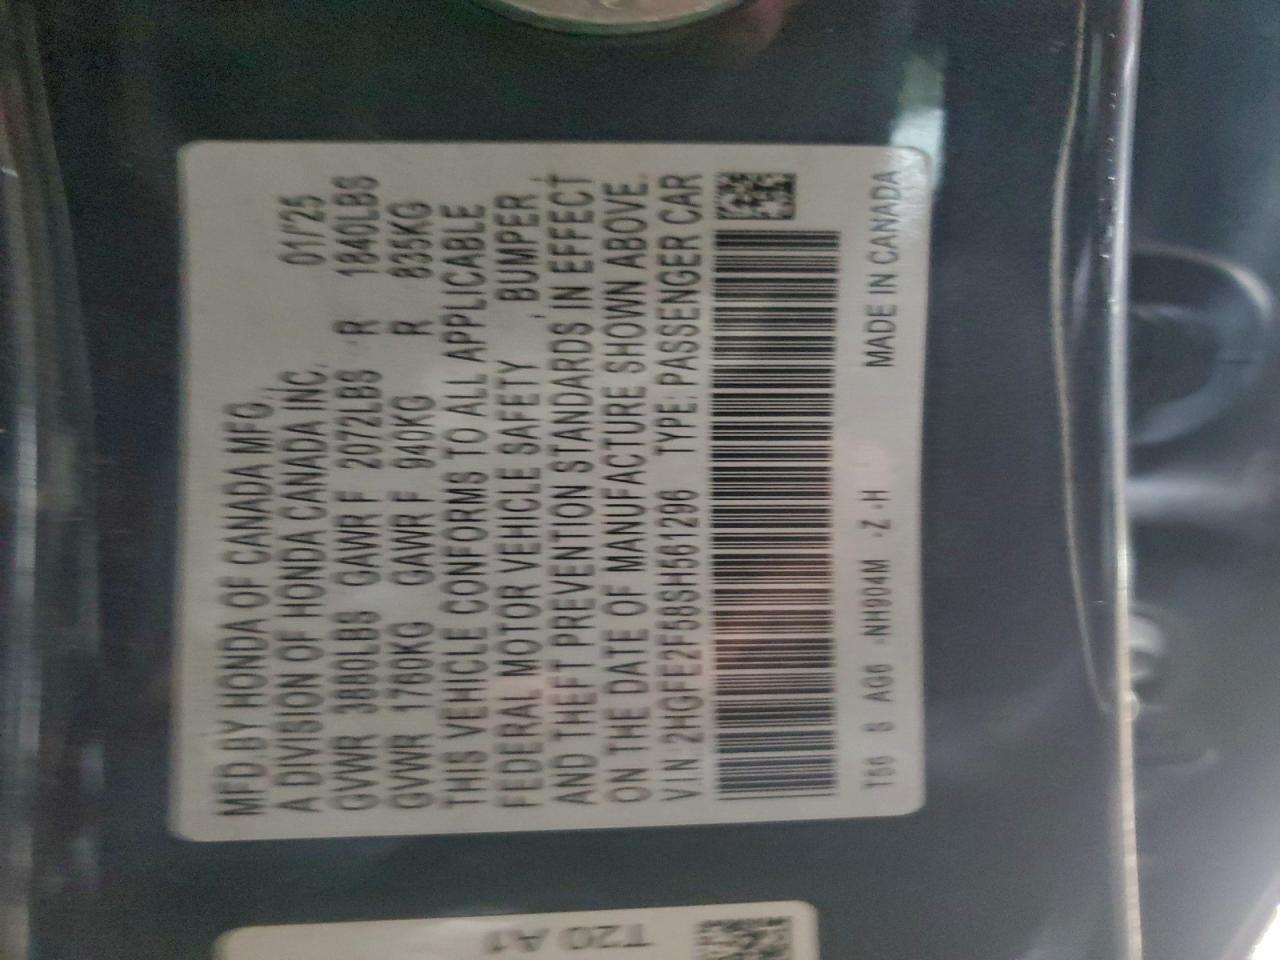 MFD BY HONDA OF CANADA MFG.,
A DIVISION OF HONDA CANADA INC. 01/'25
GVWR 3880LBS GAWR F 2072LBS R 1840LBS
GVWR 1760KG GAWR F 940KG R 835KG
THIS VEHICLE CONFORMS TO ALL APPLICABLE
FEDERAL MOTOR VEHICLE SAFETY , BUMPER ,
AND THEFT PREVENTION STANDARDS IN EFFECT
ON THE DATE OF MANUFACTURE SHOWN ABOVE.
V I N : 2HGFE2F58SH561296 TYPE: PASSENGER CAR
T56 8 AG6 -NH904M -Z -H MADE IN CANADA
T20 A1